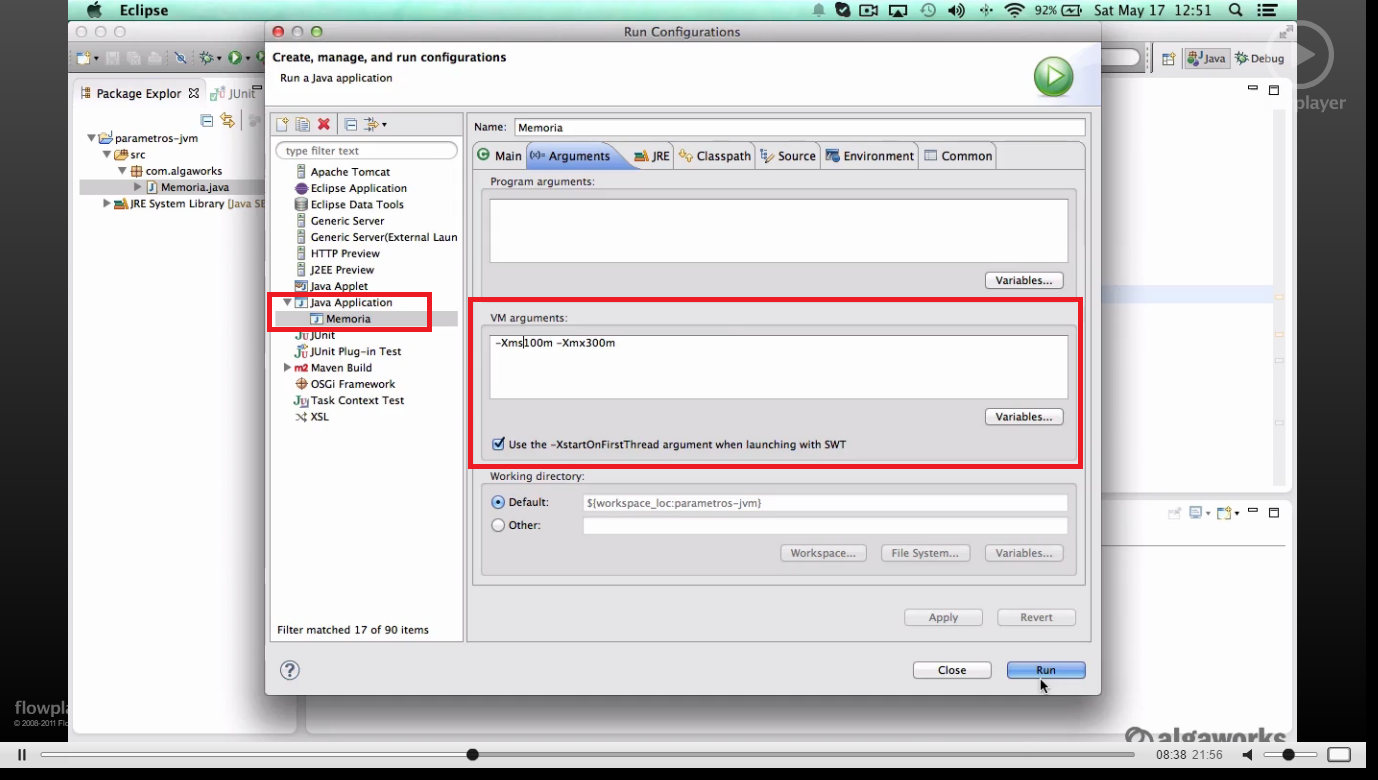 Eclipse
92%
Sat May 17 12:51
Run Configurations
Create, manage, and run configurations
Run a Java application
Java
Debug
player
Package Explor
JUnit
parametros-jvm
src
com.algaworks
Memoria.java
JRE System Library [Java SE
type filter text
Apache Tomcat
Eclipse Application
Eclipse Data Tools
Generic Server
Generic Server(External Laun
HTTP Preview
J2EE Preview
Java Applet
Java Application
Memoria
JUnit
JUnit Plug-in Test
m2 Maven Build
OSGi Framework
Task Context Test
XSL
Filter matched 17 of 90 items
Name: Memoria
Main
(x)= Arguments
JRE
Classpath
Source
Environment
Common
Program arguments:
Variables...
VM arguments:
-Xms100m -Xmx300m
Variables...
Use the -XstartOnFirstThread argument when launching with SWT
Working directory:
Default: ${workspace_loc:parametros-jvm}
Other:
Workspace... File System... Variables...
Apply Revert
? Close Run
flowpla
© 2008-2011 Flo
algaworks
08:38 21:56